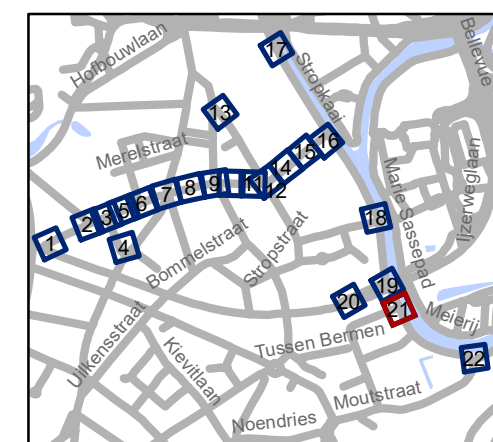 Hofbouwlaan
Bellevue
17
Stropkaai
13
Merelstraat
16
15
14
12
11
9
8
7
6
5
3
2
1
4
Ijzerweglaan
Marie Sassepad
18
Bommelstraat
Stropstraat
19
20
21
Meierij
Uilkensstraat
Tussen Bermen
Kievitlaan
22
Moutstraat
Noendries